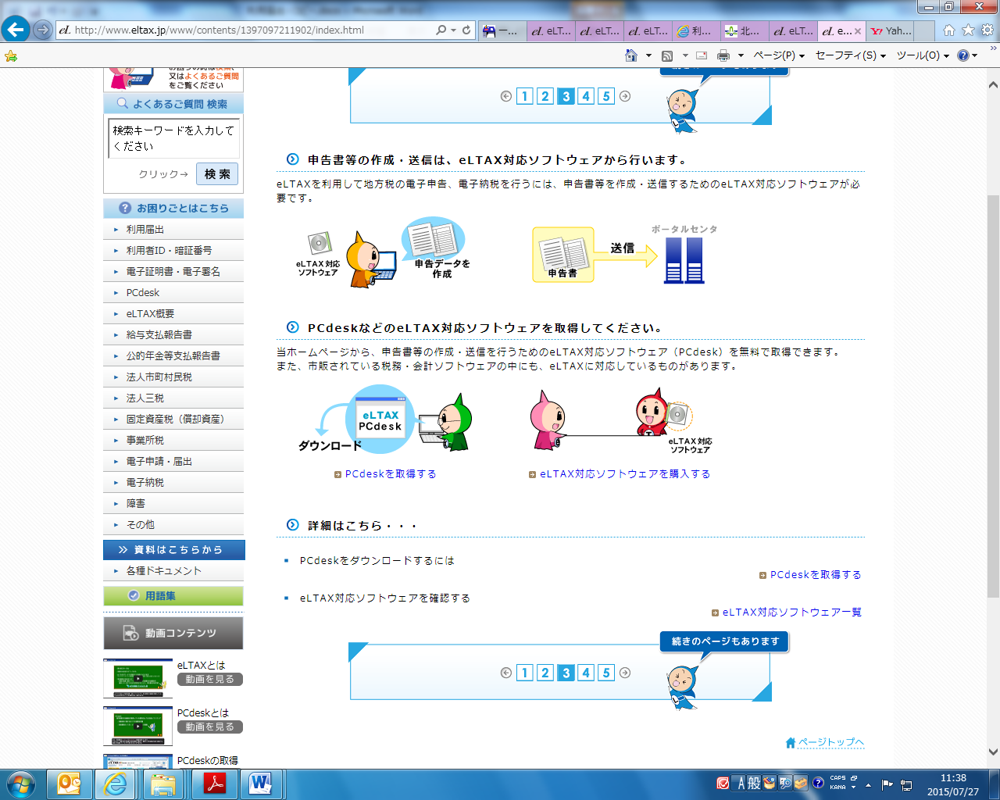 http://www.eltax.jp/www/contents/1397097211902/index.html
一...
eLT...
eLT...
eLT...
利...
北...
eLT...
e...
Yah...
ページ(P)
セーフティ(S)
ツール(O)
又はよくあるご質問
をご覧ください
よくあるご質問 検索
検索キーワードを入力して
ください
クリック→
検 索
お困りごとはこちら
利用届出
利用者ID・暗証番号
電子証明書・電子署名
PCdesk
eLTAX概要
給与支払報告書
公的年金等支払報告書
法人市町村民税
法人三税
固定資産税（償却資産）
事業所税
電子申請・届出
電子納税
障害
その他
資料はこちらから
各種ドキュメント
用語集
動画コンテンツ
eLTAXとは
動画を見る
PCdeskとは
動画を見る
PCdeskの取得
1 2 3 4 5
申告書等の作成・送信は、eLTAX対応ソフトウェアから行います。
eLTAXを利用して地方税の電子申告、電子納税を行うには、申告書等を作成・送信するためのeLTAX対応ソフトウェアが必
要です。
eLTAX対応
ソフトウェア
申告データを
作成
申告書
送信
ポータルセンタ
PCdeskなどのeLTAX対応ソフトウェアを取得してください。
当ホームページから、申告書等の作成・送信を行うためのeLTAX対応ソフトウェア（PCdesk）を無料で取得できます。
また、市販されている税務・会計ソフトウェアの中にも、eLTAXに対応しているものがあります。
eLTAX
PCdesk
ダウンロード
eLTAX対応
ソフトウェア
PCdeskを取得する
eLTAX対応ソフトウェアを購入する
詳細はこちら・・・
PCdeskをダウンロードするには
PCdeskを取得する
eLTAX対応ソフトウェアを確認する
eLTAX対応ソフトウェア一覧
続きのページもあります
1 2 3 4 5
ページトップへ
A 般
CAPS
KANA
11:38
2015/07/27